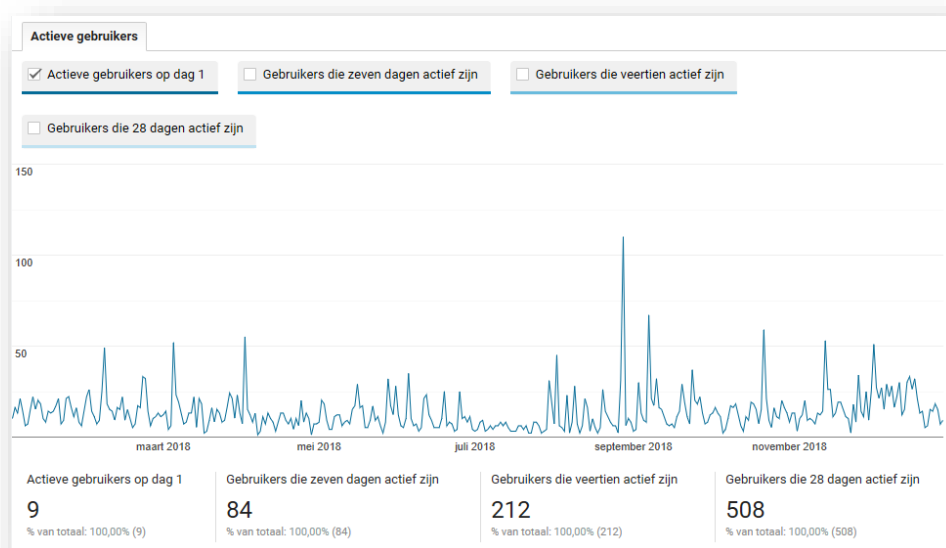 Actieve gebruikers
Actieve gebruikers op dag 1
Gebruikers die zeven dagen actief zijn
Gebruikers die veertien actief zijn
Gebruikers die 28 dagen actief zijn
150
100
50
maart 2018
mei 2018
juli 2018
september 2018
november 2018
Actieve gebruikers op dag 1
9
% van totaal: 100,00% (9)
Gebruikers die zeven dagen actief zijn
84
% van totaal: 100,00% (84)
Gebruikers die veertien actief zijn
212
% van totaal: 100,00% (212)
Gebruikers die 28 dagen actief zijn
508
% van totaal: 100,00% (508)